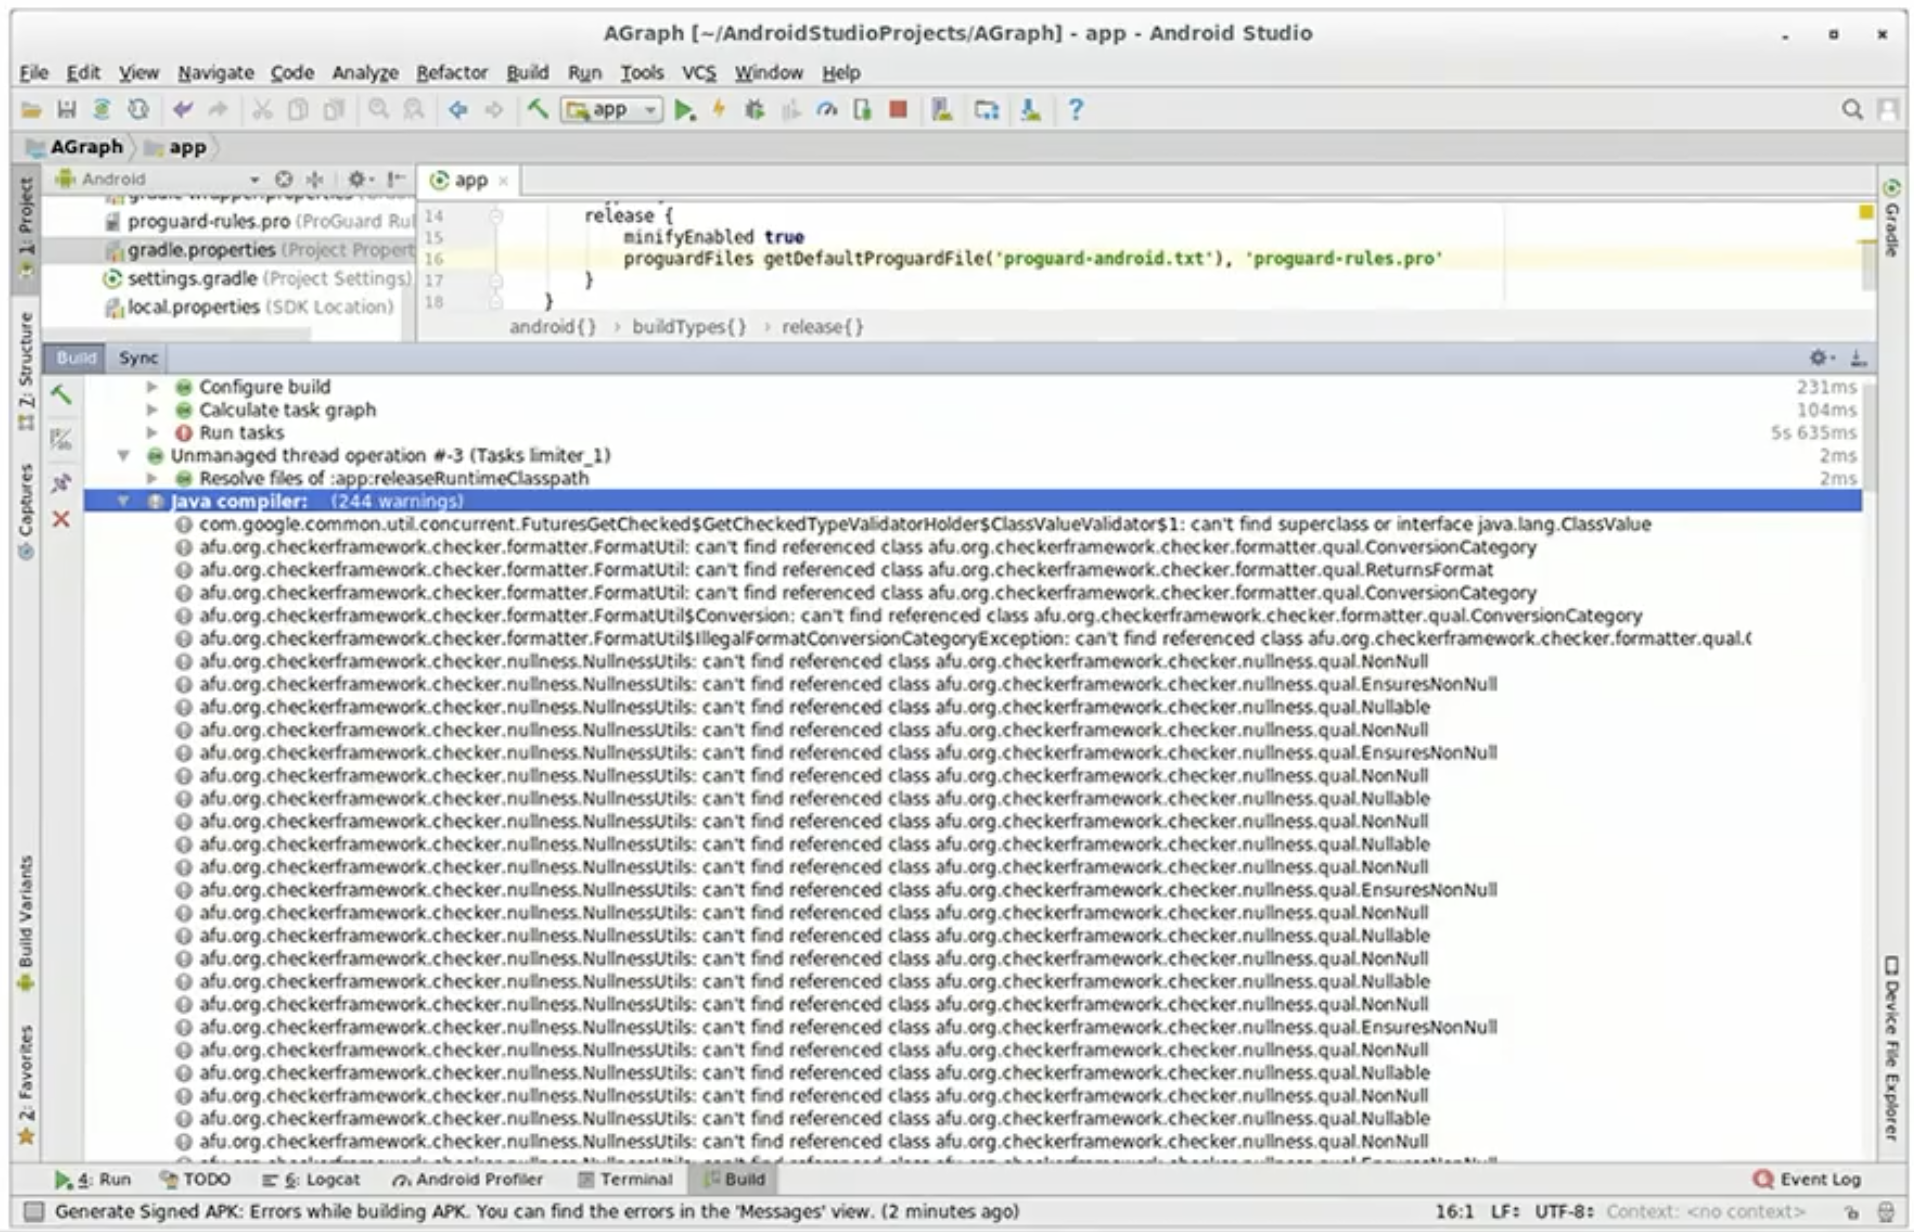 AGraph [~/AndroidStudioProjects/AGraph] - app - Android Studio
File Edit View Navigate Code Analyze Refactor Build Run Tools VCS Window Help
app
AGraph app
Android
app
proguard-rules.pro (ProGuard Rul
gradle.properties (Project Propert
settings.gradle (Project Settings)
local.properties (SDK Location)
14 release {
15 minifyEnabled true
16 proguardFiles getDefaultProguardFile('proguard-android.txt'), 'proguard-rules.pro'
17 }
18 }
android{} › buildTypes{} › release{}
1: Project
Z: Structure
Captures
Build Variants
2: Favorites
Gradle
Device File Explorer
Build Sync
Configure build 231ms
Calculate task graph 104ms
Run tasks 5s 635ms
Unmanaged thread operation #-3 (Tasks limiter_1) 2ms
Resolve files of :app:releaseRuntimeClasspath 2ms
Java compiler: (244 warnings)
com.google.common.util.concurrent.FuturesGetChecked$GetCheckedTypeValidatorHolder$ClassValueValidator$1: can't find superclass or interface java.lang.ClassValue
afu.org.checkerframework.checker.formatter.FormatUtil: can't find referenced class afu.org.checkerframework.checker.formatter.qual.ConversionCategory
afu.org.checkerframework.checker.formatter.FormatUtil: can't find referenced class afu.org.checkerframework.checker.formatter.qual.ReturnsFormat
afu.org.checkerframework.checker.formatter.FormatUtil: can't find referenced class afu.org.checkerframework.checker.formatter.qual.ConversionCategory
afu.org.checkerframework.checker.formatter.FormatUtil$Conversion: can't find referenced class afu.org.checkerframework.checker.formatter.qual.ConversionCategory
afu.org.checkerframework.checker.formatter.FormatUtil$IllegalFormatConversionCategoryException: can't find referenced class afu.org.checkerframework.checker.formatter.qual.C
afu.org.checkerframework.checker.nullness.NullnessUtils: can't find referenced class afu.org.checkerframework.checker.nullness.qual.NonNull
afu.org.checkerframework.checker.nullness.NullnessUtils: can't find referenced class afu.org.checkerframework.checker.nullness.qual.EnsuresNonNull
afu.org.checkerframework.checker.nullness.NullnessUtils: can't find referenced class afu.org.checkerframework.checker.nullness.qual.Nullable
afu.org.checkerframework.checker.nullness.NullnessUtils: can't find referenced class afu.org.checkerframework.checker.nullness.qual.NonNull
afu.org.checkerframework.checker.nullness.NullnessUtils: can't find referenced class afu.org.checkerframework.checker.nullness.qual.EnsuresNonNull
afu.org.checkerframework.checker.nullness.NullnessUtils: can't find referenced class afu.org.checkerframework.checker.nullness.qual.NonNull
afu.org.checkerframework.checker.nullness.NullnessUtils: can't find referenced class afu.org.checkerframework.checker.nullness.qual.Nullable
afu.org.checkerframework.checker.nullness.NullnessUtils: can't find referenced class afu.org.checkerframework.checker.nullness.qual.NonNull
afu.org.checkerframework.checker.nullness.NullnessUtils: can't find referenced class afu.org.checkerframework.checker.nullness.qual.Nullable
afu.org.checkerframework.checker.nullness.NullnessUtils: can't find referenced class afu.org.checkerframework.checker.nullness.qual.NonNull
afu.org.checkerframework.checker.nullness.NullnessUtils: can't find referenced class afu.org.checkerframework.checker.nullness.qual.EnsuresNonNull
afu.org.checkerframework.checker.nullness.NullnessUtils: can't find referenced class afu.org.checkerframework.checker.nullness.qual.NonNull
afu.org.checkerframework.checker.nullness.NullnessUtils: can't find referenced class afu.org.checkerframework.checker.nullness.qual.Nullable
afu.org.checkerframework.checker.nullness.NullnessUtils: can't find referenced class afu.org.checkerframework.checker.nullness.qual.NonNull
afu.org.checkerframework.checker.nullness.NullnessUtils: can't find referenced class afu.org.checkerframework.checker.nullness.qual.Nullable
afu.org.checkerframework.checker.nullness.NullnessUtils: can't find referenced class afu.org.checkerframework.checker.nullness.qual.NonNull
afu.org.checkerframework.checker.nullness.NullnessUtils: can't find referenced class afu.org.checkerframework.checker.nullness.qual.EnsuresNonNull
afu.org.checkerframework.checker.nullness.NullnessUtils: can't find referenced class afu.org.checkerframework.checker.nullness.qual.NonNull
afu.org.checkerframework.checker.nullness.NullnessUtils: can't find referenced class afu.org.checkerframework.checker.nullness.qual.Nullable
afu.org.checkerframework.checker.nullness.NullnessUtils: can't find referenced class afu.org.checkerframework.checker.nullness.qual.NonNull
afu.org.checkerframework.checker.nullness.NullnessUtils: can't find referenced class afu.org.checkerframework.checker.nullness.qual.Nullable
afu.org.checkerframework.checker.nullness.NullnessUtils: can't find referenced class afu.org.checkerframework.checker.nullness.qual.NonNull
4: Run TODO 6: Logcat Android Profiler Terminal Build Event Log
Generate Signed APK: Errors while building APK. You can find the errors in the 'Messages' view. (2 minutes ago) 16:1 LF: UTF-8: Context: <no context>